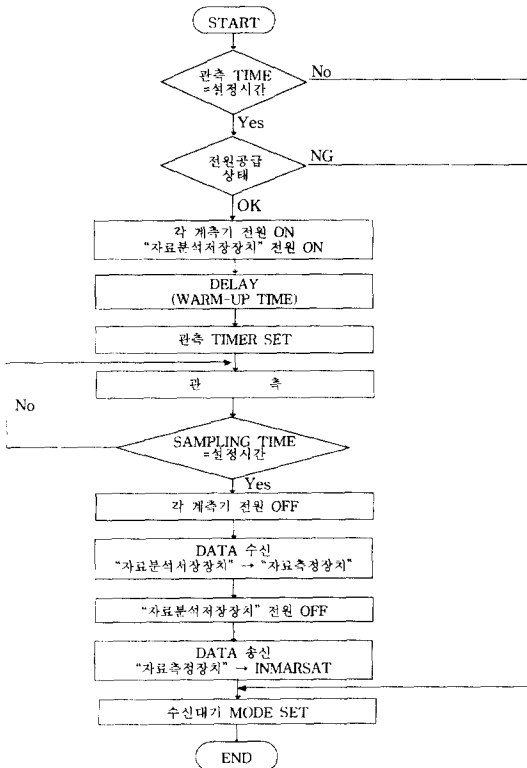 START
관측 TIME
=설정시간
No
Yes
전원공급
상태
NG
OK
각 계측기 전원 ON
“자료분석저장장치” 전원 ON
DELAY
(WARM-UP TIME)
관측 TIMER SET
관 측
No
SAMPLING TIME
=설정시간
Yes
각 계측기 전원 OFF
DATA 수신
“자료분석저장장치” → “자료측정장치”
“자료분석저장장치” 전원 OFF
DATA 송신
“자료측정장치” → INMARSAT
수신대기 MODE SET
END